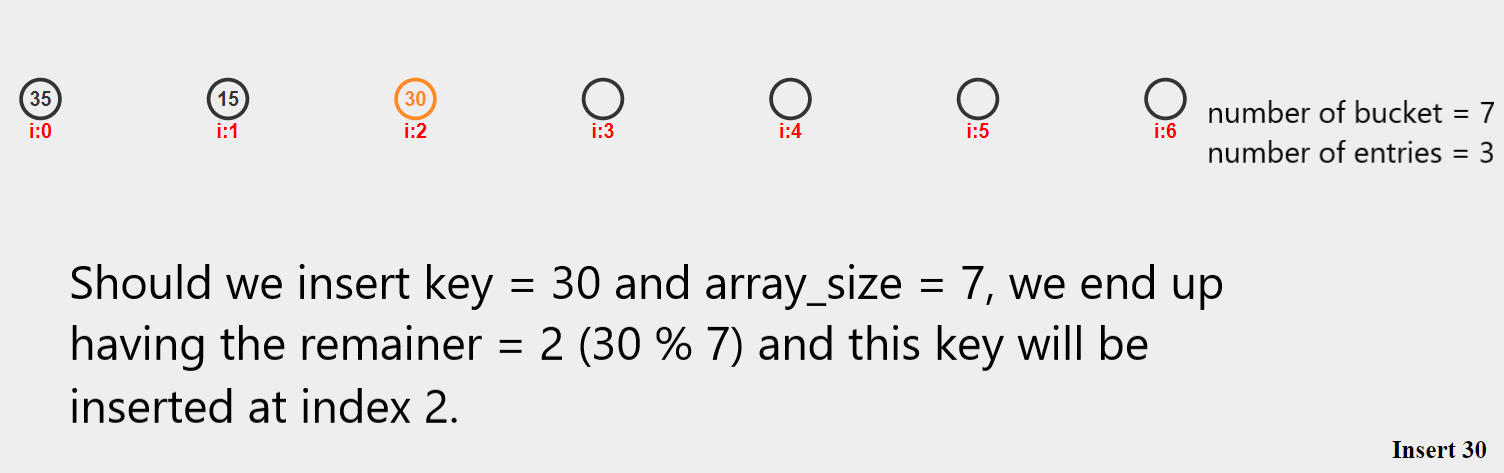 35 15 30
i:0 i:1 i:2 i:3 i:4 i:5 i:6
number of bucket = 7
number of entries = 3
Should we insert key = 30 and array_size = 7, we end up
having the remainer = 2 (30 % 7) and this key will be
inserted at index 2.
Insert 30